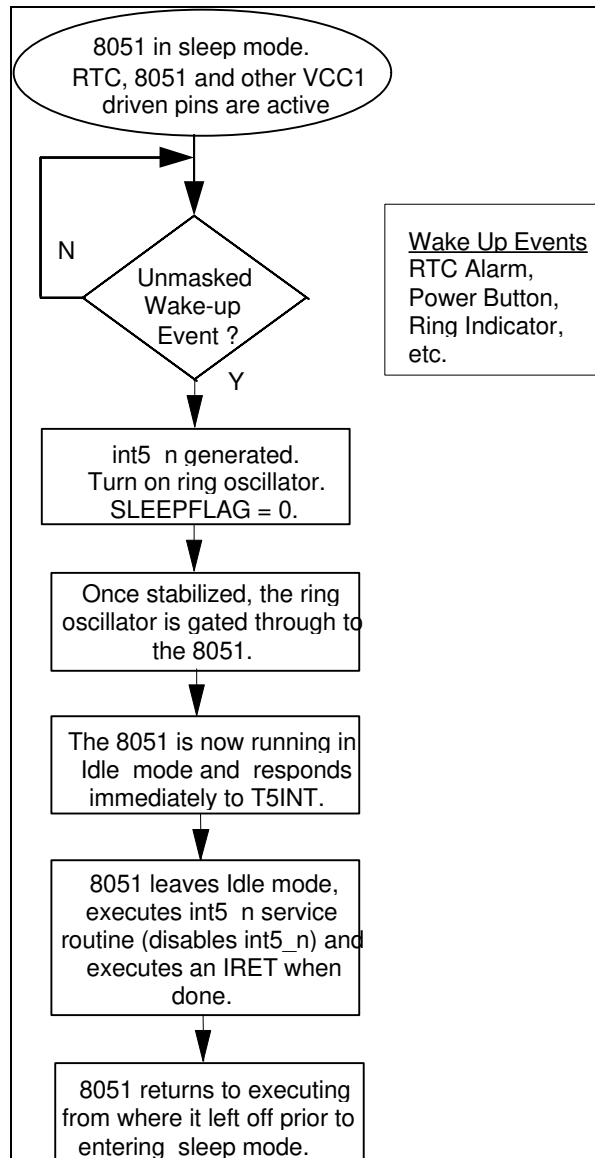 8051 in sleep mode.
RTC, 8051 and other VCC1
driven pins are active
N
Unmasked
Wake-up
Event ?
Y
Wake Up Events
RTC Alarm,
Power Button,
Ring Indicator,
etc.
int5 n generated.
Turn on ring oscillator.
SLEEPFLAG = 0.
Once stabilized, the ring
oscillator is gated through to
the 8051.
The 8051 is now running in
Idle mode and responds
immediately to T5INT.
8051 leaves Idle mode,
executes int5 n service
routine (disables int5_n) and
executes an IRET when
done.
8051 returns to executing
from where it left off prior to
entering sleep mode.